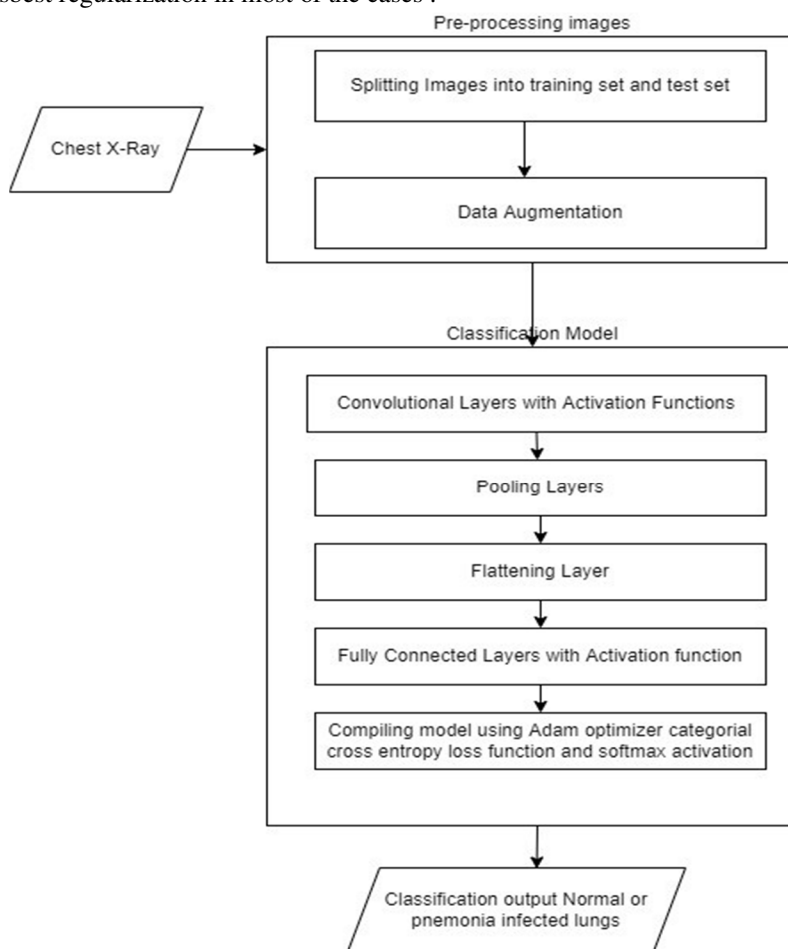 best regularization in most of the cases .
Pre-processing images
Splitting Images into training set and test set
Chest X-Ray
Data Augmentation
Classification Model
Convolutional Layers with Activation Functions
Pooling Layers
Flattening Layer
Fully Connected Layers with Activation function
Compiling model using Adam optimizer categorial
cross entropy loss function and softmax activation
Classification output Normal or
pnemonia infected lungs